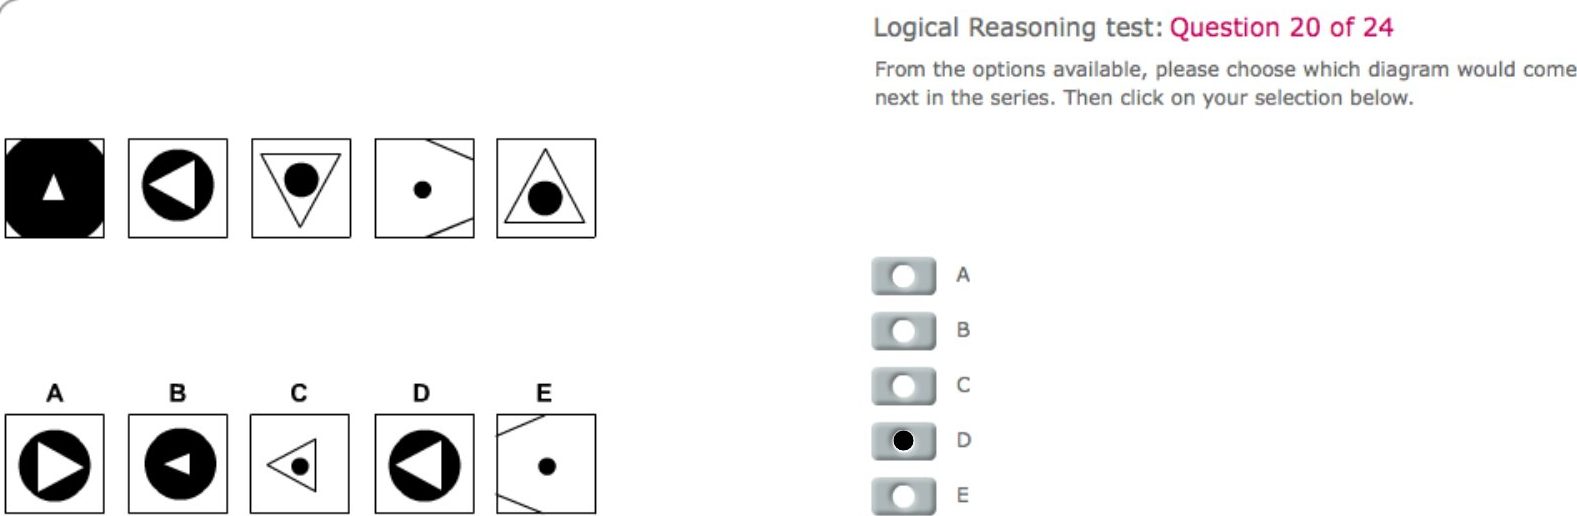 Logical Reasoning test: Question 20 of 24
From the options available, please choose which diagram would come
next in the series. Then click on your selection below.
A
B
C
D
E
A B C D E